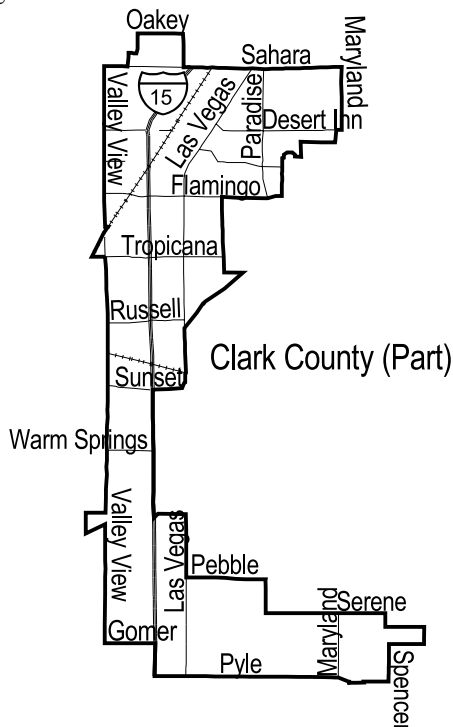 Oakey
Sahara
Maryland
Valley View
15
Las Vegas
Paradise
Desert Inn
Flamingo
Tropicana
Russell
Clark County (Part)
Sunset
Warm Springs
Valley View
Las Vegas
Pebble
Maryland
Serene
Gomer
Pyle
Spencer